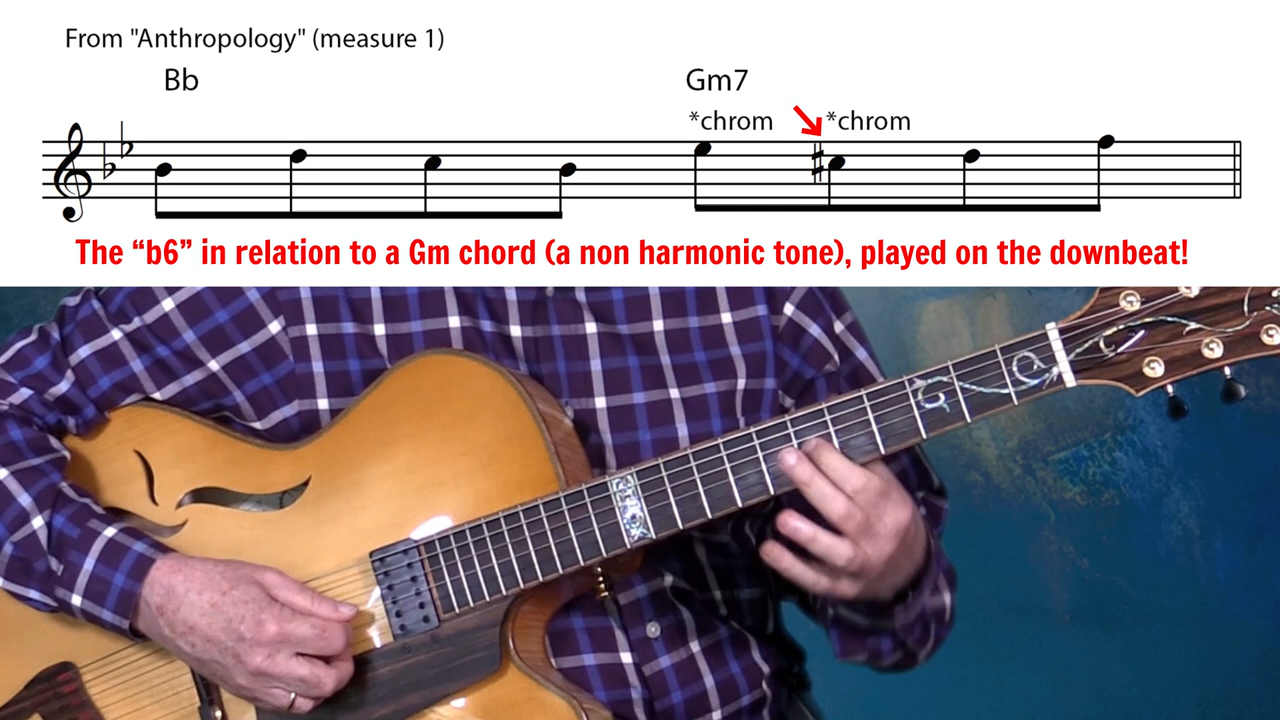 From "Anthropology" (measure 1)
Bb Gm7
*chrom *chrom
The “b6” in relation to a Gm chord (a non harmonic tone), played on the downbeat!